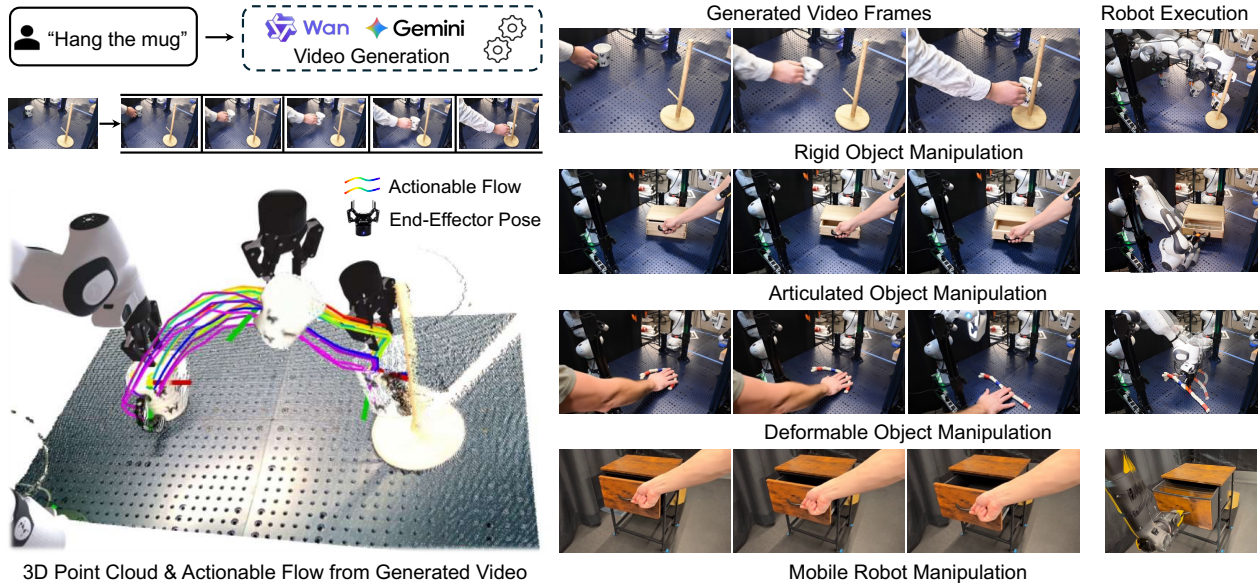 “Hang the mug”
Wan Gemini
Video Generation
Actionable Flow
End-Effector Pose
3D Point Cloud & Actionable Flow from Generated Video
Generated Video Frames
Robot Execution
Rigid Object Manipulation
Articulated Object Manipulation
Deformable Object Manipulation
Mobile Robot Manipulation